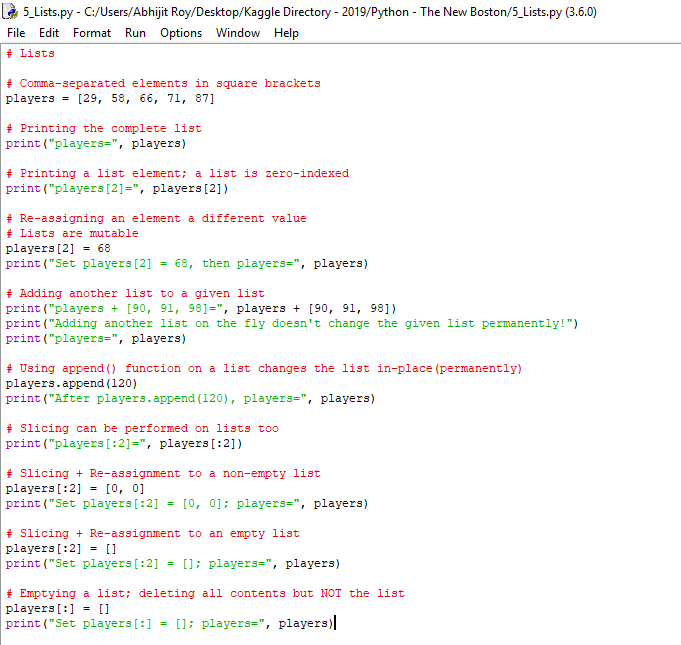 5_Lists.py - C:/Users/Abhijit Roy/Desktop/Kaggle Directory - 2019/Python - The New Boston/5_Lists.py (3.6.0)
File Edit Format Run Options Window Help
# Lists

# Comma-separated elements in square brackets
players = [29, 58, 66, 71, 87]

# Printing the complete list
print("players=", players)

# Printing a list element; a list is zero-indexed
print("players[2]=", players[2])

# Re-assigning an element a different value
# Lists are mutable
players[2] = 68
print("Set players[2] = 68, then players=", players)

# Adding another list to a given list
print("players + [90, 91, 98]=", players + [90, 91, 98])
print("Adding another list on the fly doesn't change the given list permanently!")
print("players=", players)

# Using append() function on a list changes the list in-place(permanently)
players.append(120)
print("After players.append(120), players=", players)

# Slicing can be performed on lists too
print("players[:2]=", players[:2])

# Slicing + Re-assignment to a non-empty list
players[:2] = [0, 0]
print("Set players[:2] = [0, 0]; players=", players)

# Slicing + Re-assignment to an empty list
players[:2] = []
print("Set players[:2] = []; players=", players)

# Emptying a list; deleting all contents but NOT the list
players[:] = []
print("Set players[:] = []; players=", players)